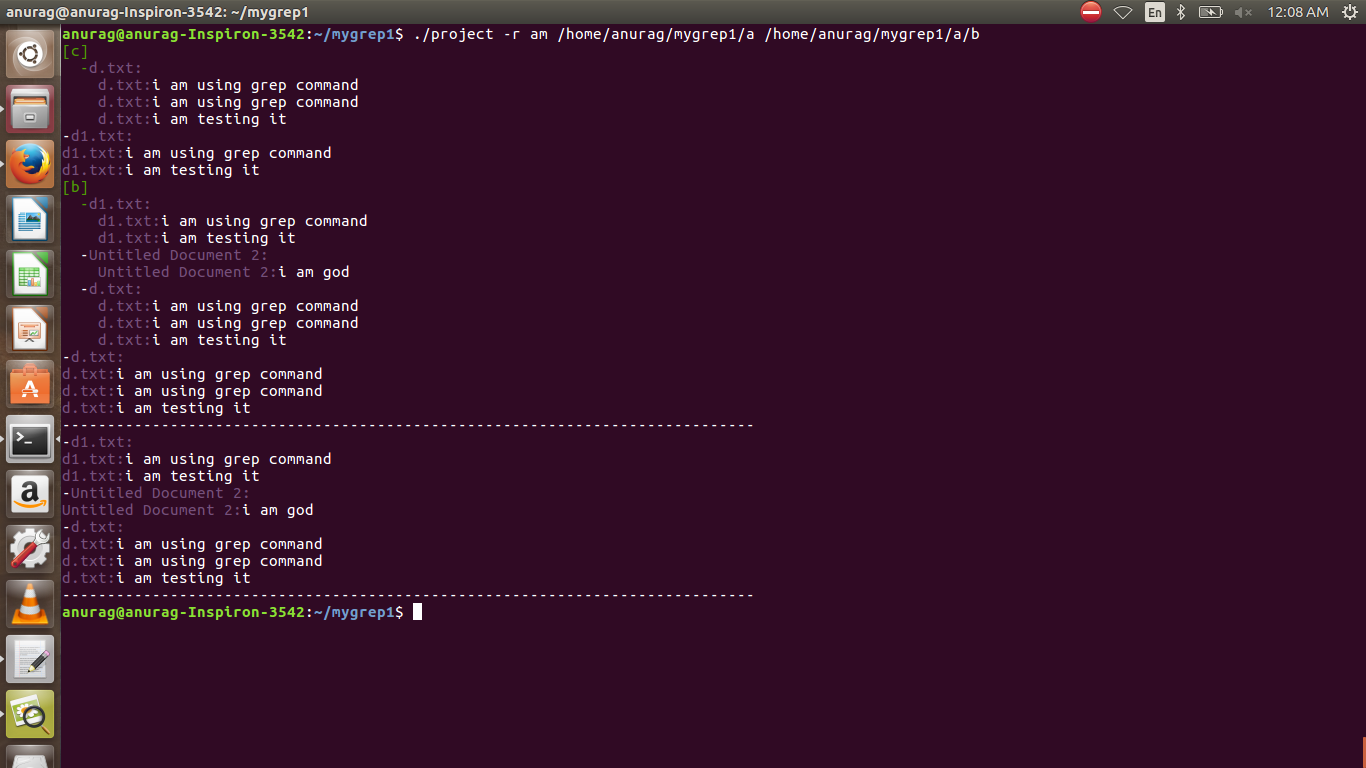 anurag@anurag-Inspiron-3542: ~/mygrep1
En
12:08 AM
anurag@anurag-Inspiron-3542:~/mygrep1$ ./project -r am /home/anurag/mygrep1/a /home/anurag/mygrep1/a/b
[c]
  -d.txt:
    d.txt:i am using grep command
    d.txt:i am using grep command
    d.txt:i am testing it
-d1.txt:
d1.txt:i am using grep command
d1.txt:i am testing it
[b]
  -d1.txt:
    d1.txt:i am using grep command
    d1.txt:i am testing it
  -Untitled Document 2:
    Untitled Document 2:i am god
  -d.txt:
    d.txt:i am using grep command
    d.txt:i am using grep command
    d.txt:i am testing it
-d.txt:
d.txt:i am using grep command
d.txt:i am using grep command
d.txt:i am testing it
-----------------------------------------------------------------------------
-d1.txt:
d1.txt:i am using grep command
d1.txt:i am testing it
-Untitled Document 2:
Untitled Document 2:i am god
-d.txt:
d.txt:i am using grep command
d.txt:i am using grep command
d.txt:i am testing it
-----------------------------------------------------------------------------
anurag@anurag-Inspiron-3542:~/mygrep1$